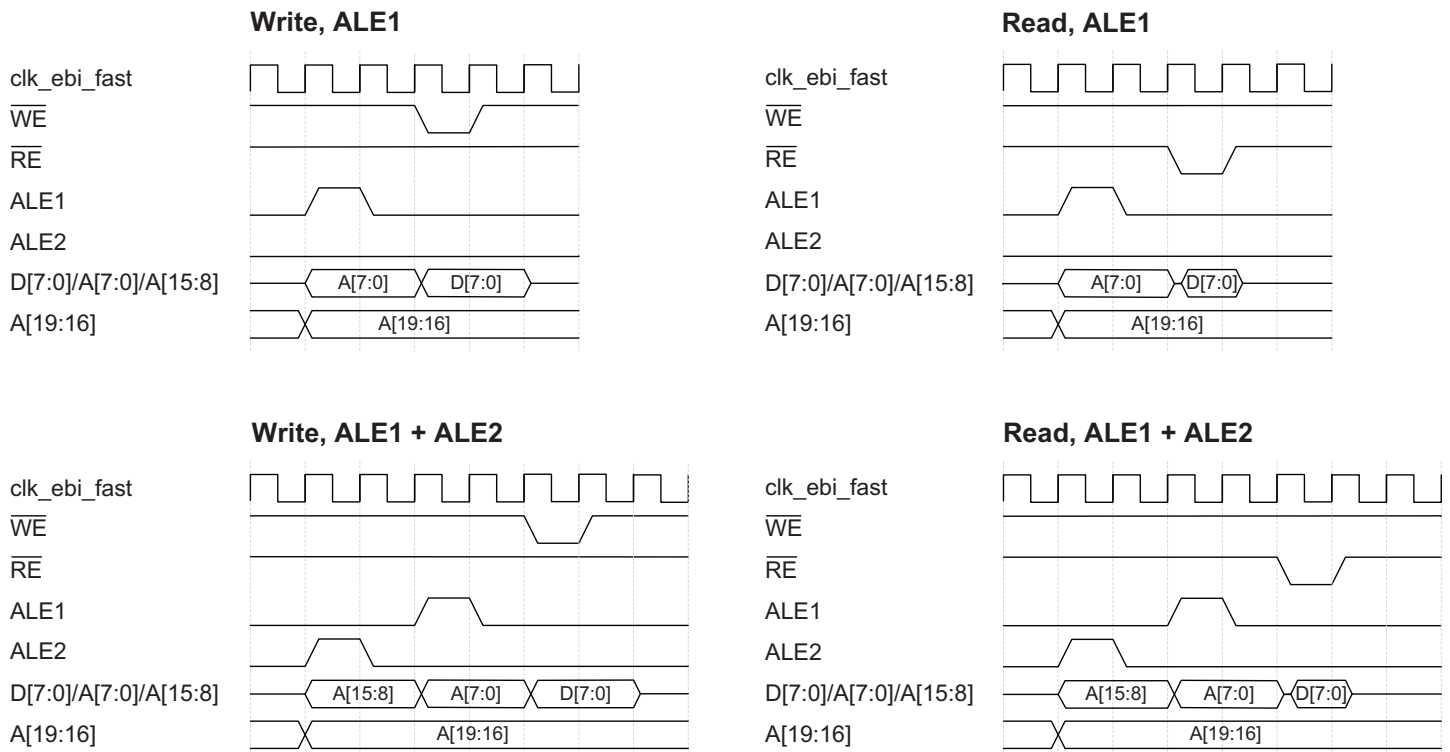 Write, ALE1
clk_ebi_fast
WE
RE
ALE1
ALE2
D[7:0]/A[7:0]/A[15:8]
A[7:0]
D[7:0]
A[19:16]
A[19:16]
Read, ALE1
clk_ebi_fast
WE
RE
ALE1
ALE2
D[7:0]/A[7:0]/A[15:8]
A[7:0]
D[7:0]
A[19:16]
A[19:16]
Write, ALE1 + ALE2
clk_ebi_fast
WE
RE
ALE1
ALE2
D[7:0]/A[7:0]/A[15:8]
A[15:8]
A[7:0]
D[7:0]
A[19:16]
A[19:16]
Read, ALE1 + ALE2
clk_ebi_fast
WE
RE
ALE1
ALE2
D[7:0]/A[7:0]/A[15:8]
A[15:8]
A[7:0]
D[7:0]
A[19:16]
A[19:16]